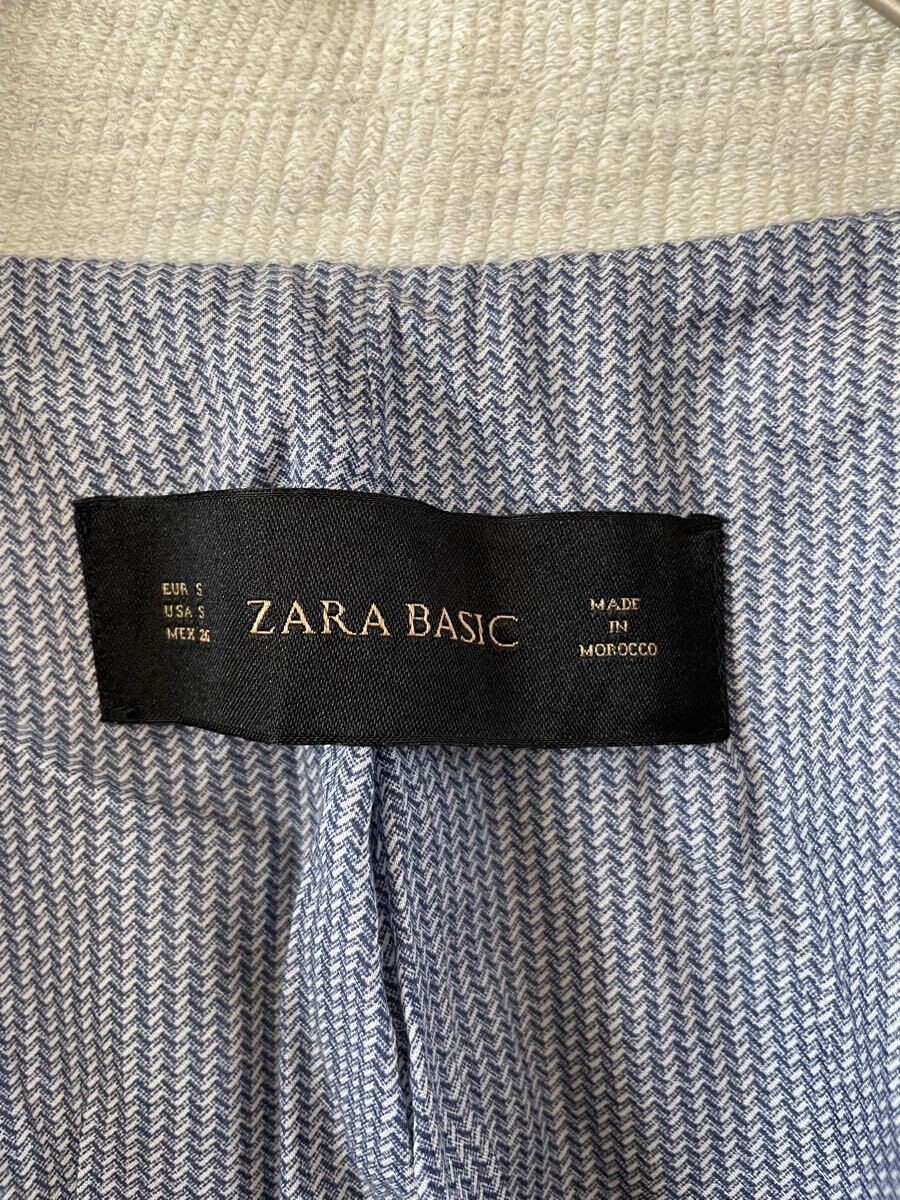 EUR S
USA S
MEX 26
ZARA BASIC
MADE
IN
MOROCCO